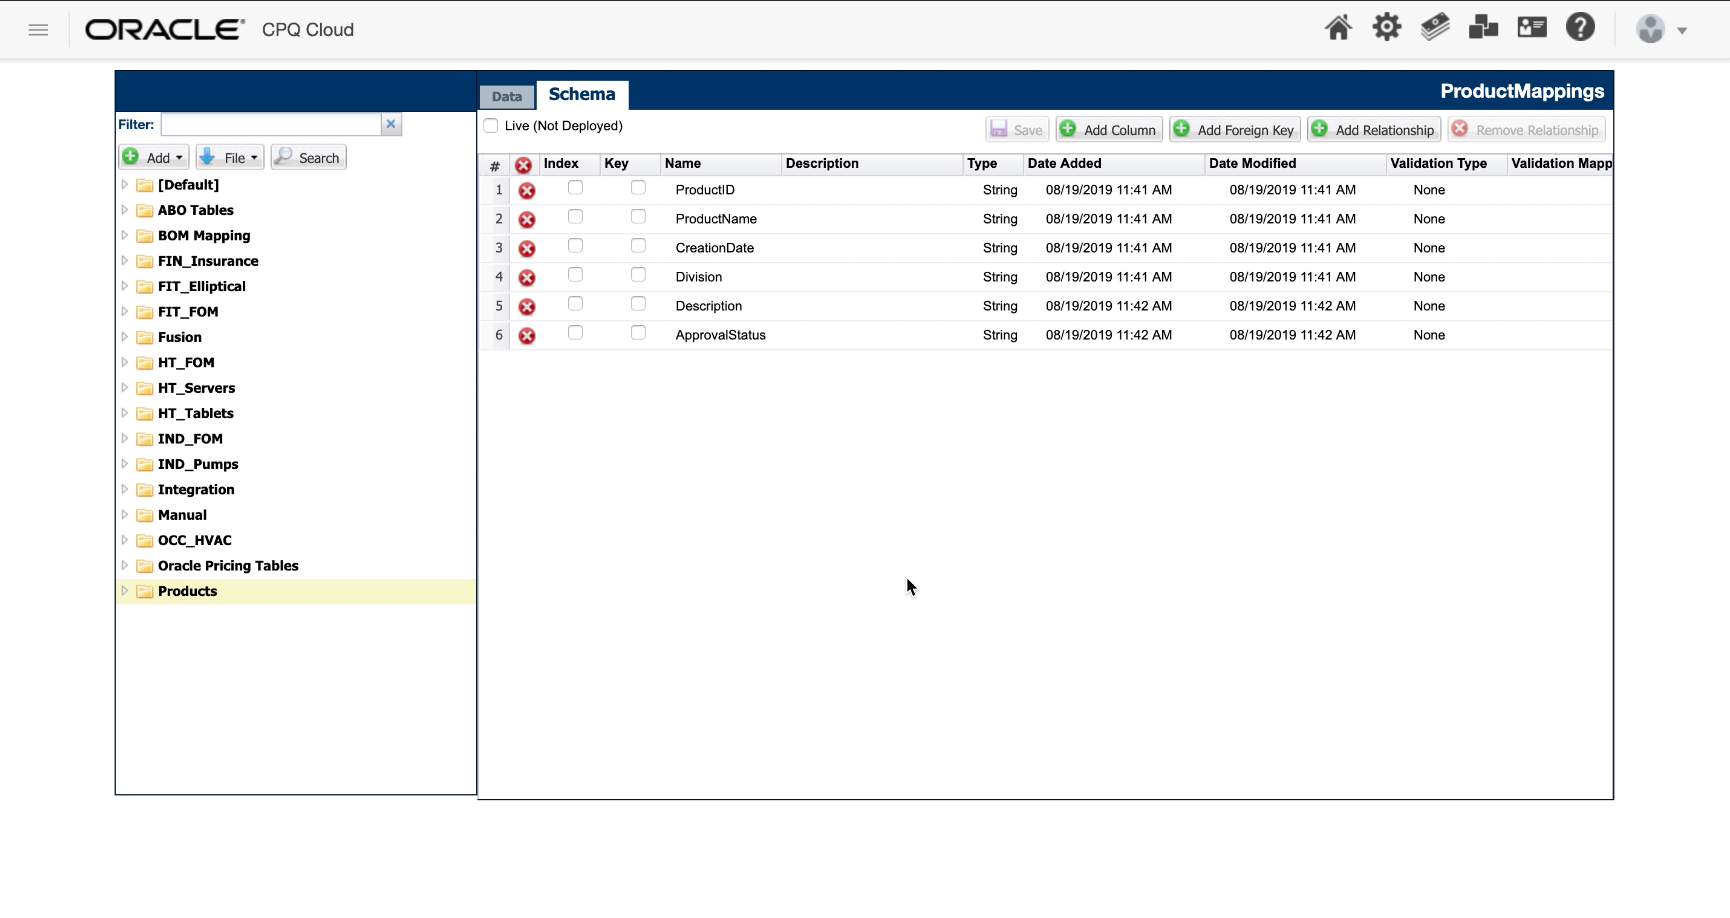 ORACLE CPQ Cloud
Data Schema ProductMappings
Filter:
Live (Not Deployed) Save Add Column Add Foreign Key Add Relationship Remove Relationship
Add File Search
# Index Key Name Description Type Date Added Date Modified Validation Type Validation Mapp
1 ProductID String 08/19/2019 11:41 AM 08/19/2019 11:41 AM None
2 ProductName String 08/19/2019 11:41 AM 08/19/2019 11:41 AM None
3 CreationDate String 08/19/2019 11:41 AM 08/19/2019 11:41 AM None
4 Division String 08/19/2019 11:41 AM 08/19/2019 11:41 AM None
5 Description String 08/19/2019 11:42 AM 08/19/2019 11:42 AM None
6 ApprovalStatus String 08/19/2019 11:42 AM 08/19/2019 11:42 AM None
[Default]
ABO Tables
BOM Mapping
FIN_Insurance
FIT_Elliptical
FIT_FOM
Fusion
HT_FOM
HT_Servers
HT_Tablets
IND_FOM
IND_Pumps
Integration
Manual
OCC_HVAC
Oracle Pricing Tables
Products